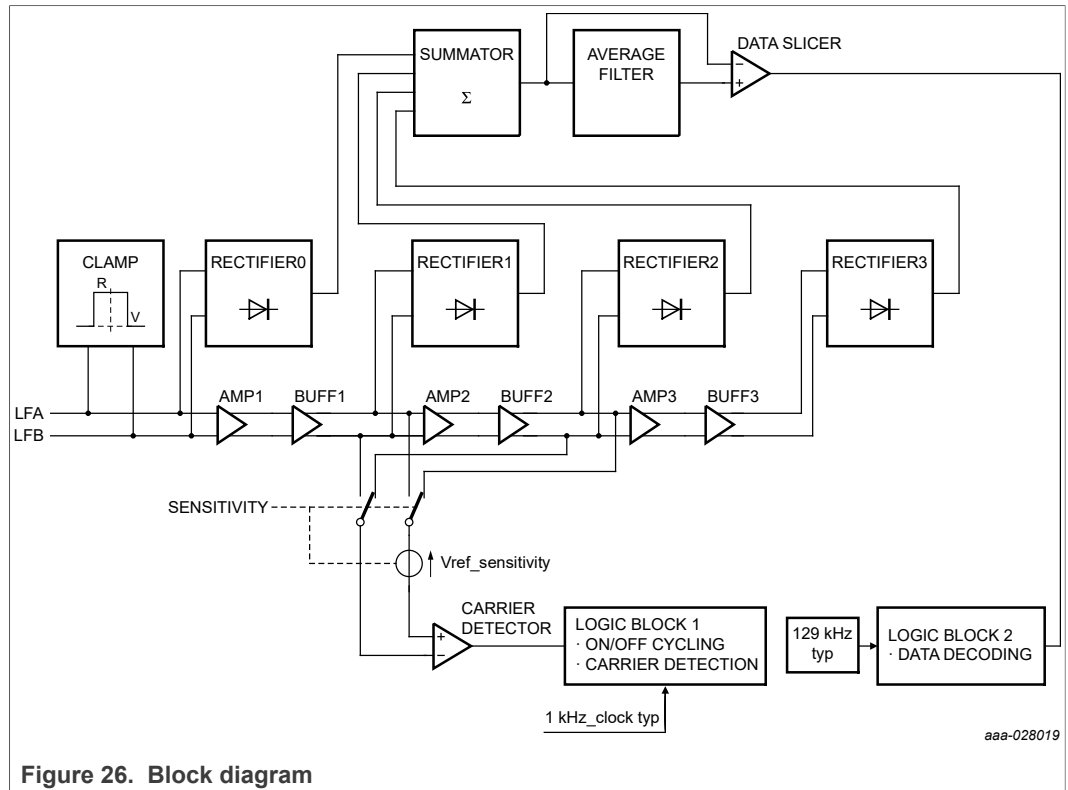 DATA SLICER
SUMMATOR
Σ
AVERAGE
FILTER
−
+
CLAMP
R
V
RECTIFIER0
RECTIFIER1
RECTIFIER2
RECTIFIER3
AMP1
BUFF1
AMP2
BUFF2
AMP3
BUFF3
LFA
LFB
SENSITIVITY
Vref_sensitivity
CARRIER
DETECTOR
+
−
LOGIC BLOCK 1
· ON/OFF CYCLING
· CARRIER DETECTION
129 kHz
typ
LOGIC BLOCK 2
· DATA DECODING
1 kHz_clock typ
aaa-028019
Figure 26. Block diagram